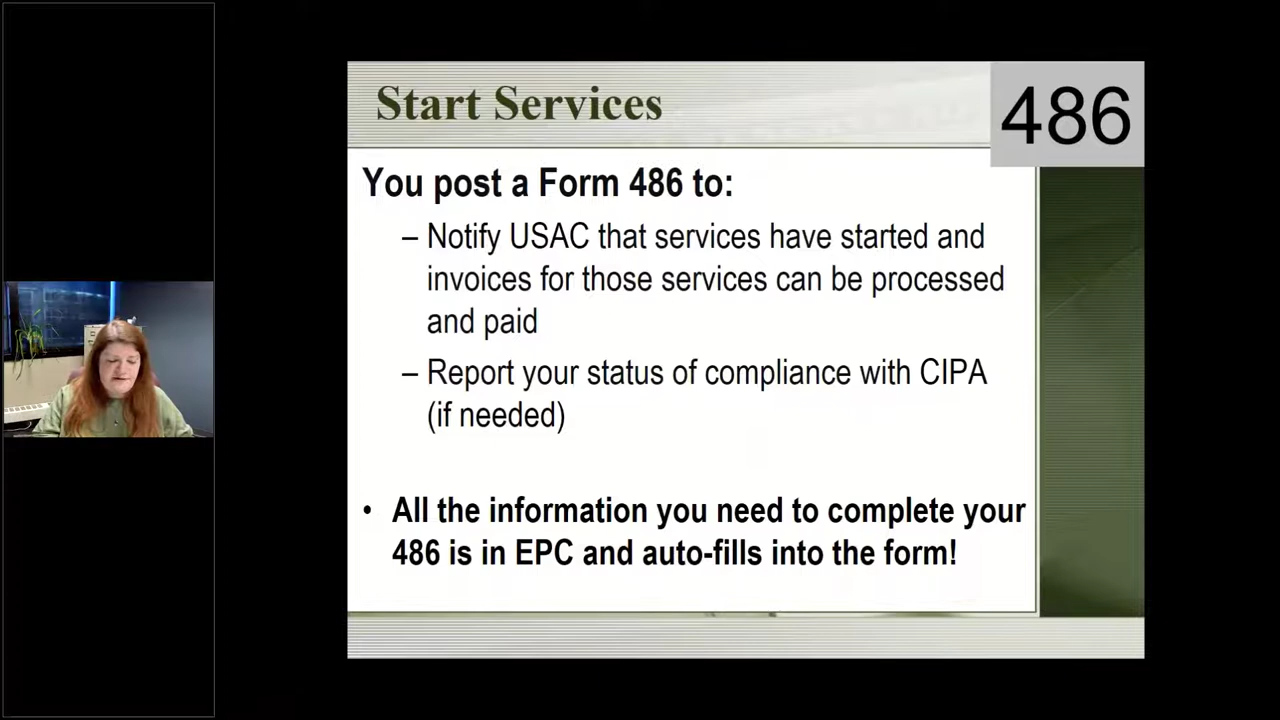 Start Services
486
You post a Form 486 to:
– Notify USAC that services have started and
invoices for those services can be processed
and paid
– Report your status of compliance with CIPA
(if needed)
• All the information you need to complete your
486 is in EPC and auto-fills into the form!